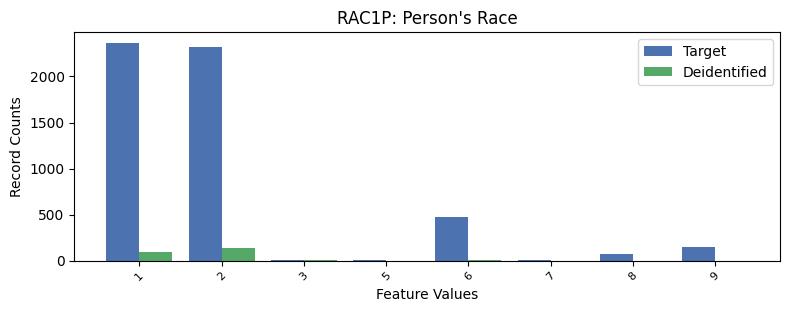 RAC1P: Person's Race
Target
Deidentified
Record Counts
2000
1500
1000
500
0
1 2 3 5 6 7 8 9
Feature Values